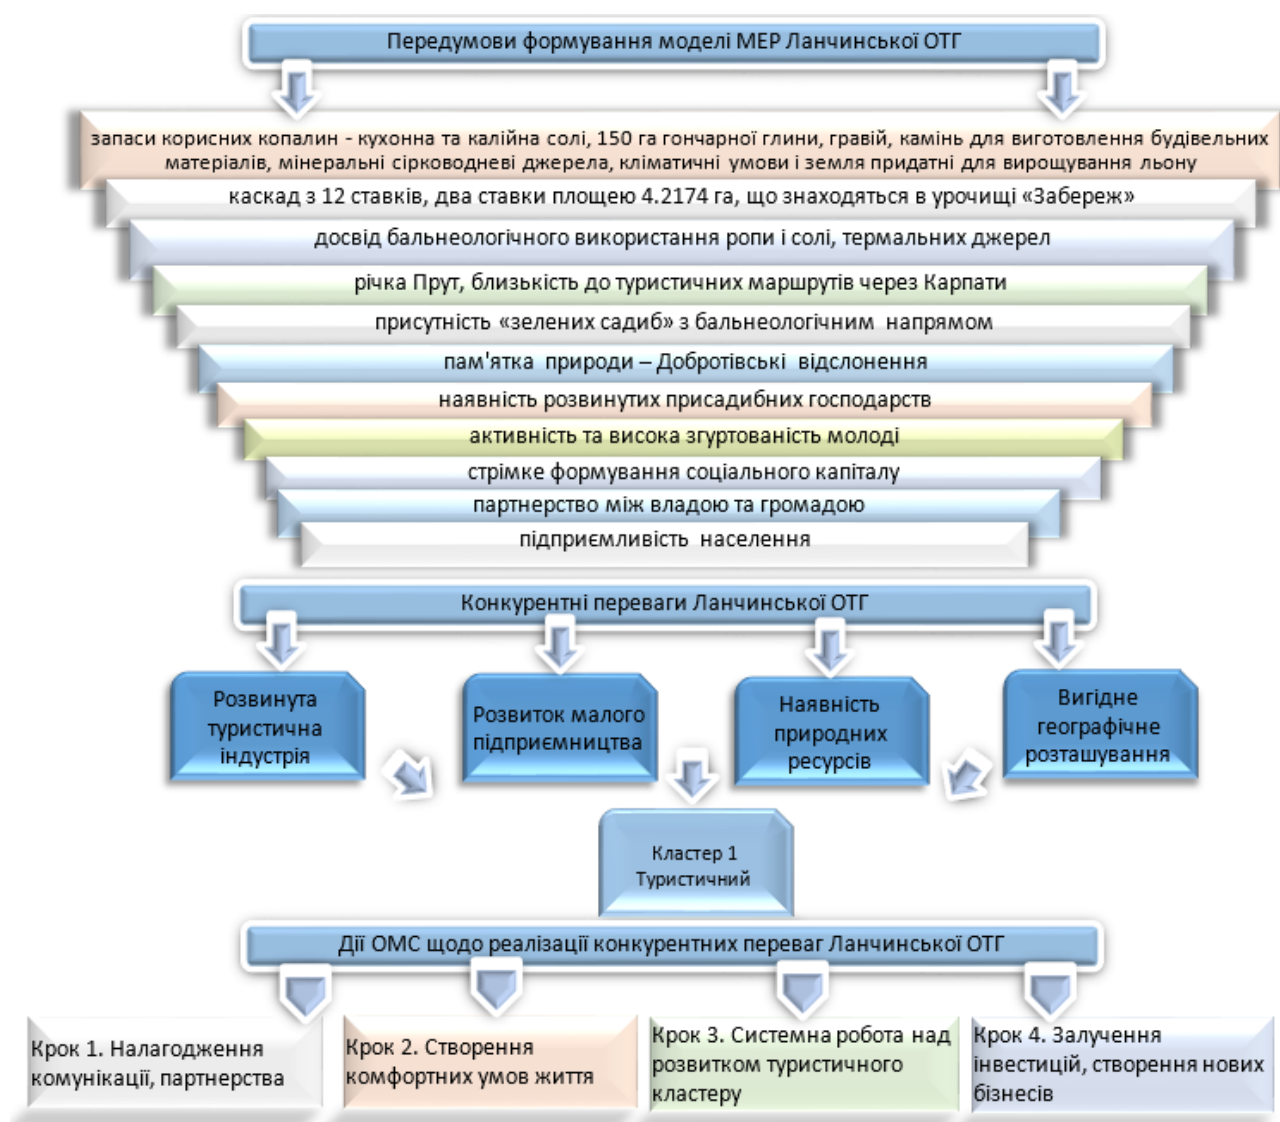 Передумови формування моделі МЕР Ланчинської ОТГ
запаси корисних копалин - кухонна та калійна солі, 150 га гончарної глини, гравій, камінь для виготовлення будівельних
матеріалів, мінеральні сірководневі джерела, кліматичні умови і земля придатні для вирощування льону
каскад з 12 ставків, два ставки площею 4.2174 га, що знаходяться в урочищі «Забереж»
досвід бальнеологічного використання ропи і солі, термальних джерел
річка Прут, близькість до туристичних маршрутів через Карпати
присутність «зелених садиб» з бальнеологічним напрямом
пам'ятка природи – Добротівські відслонення
наявність розвинутих присадибних господарств
активність та висока згуртованість молоді
стрімке формування соціального капіталу
партнерство між владою та громадою
підприємливість населення
Конкурентні переваги Ланчинської ОТГ
Розвинута
туристична
індустрія
Розвиток малого
підприємництва
Наявність
природних
ресурсів
Вигідне
географічне
розташування
Кластер 1
Туристичний
Дії ОМС щодо реалізації конкурентних переваг Ланчинської ОТГ
Крок 1. Налагодження
комунікації, партнерства
Крок 2. Створення
комфортних умов життя
Крок 3. Системна робота над
розвитком туристичного
кластеру
Крок 4. Залучення
інвестицій, створення нових
бізнесів